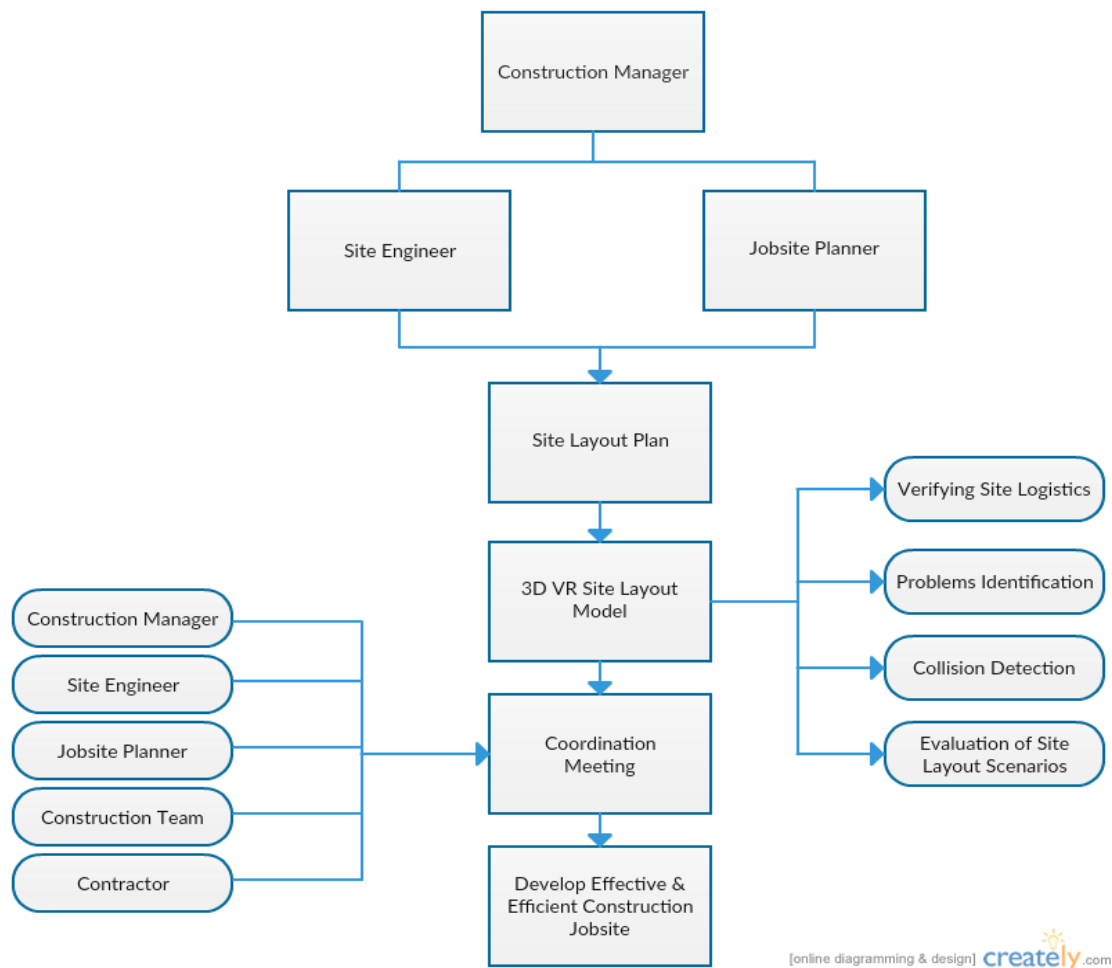 Construction Manager
Site Engineer
Jobsite Planner
Site Layout Plan
Verifying Site Logistics
3D VR Site Layout
Model
Problems Identification
Construction Manager
Collision Detection
Site Engineer
Evaluation of Site
Layout Scenarios
Coordination
Meeting
Jobsite Planner
Construction Team
Contractor
Develop Effective &
Efficient Construction
Jobsite
[online diagramming & design] creately.com